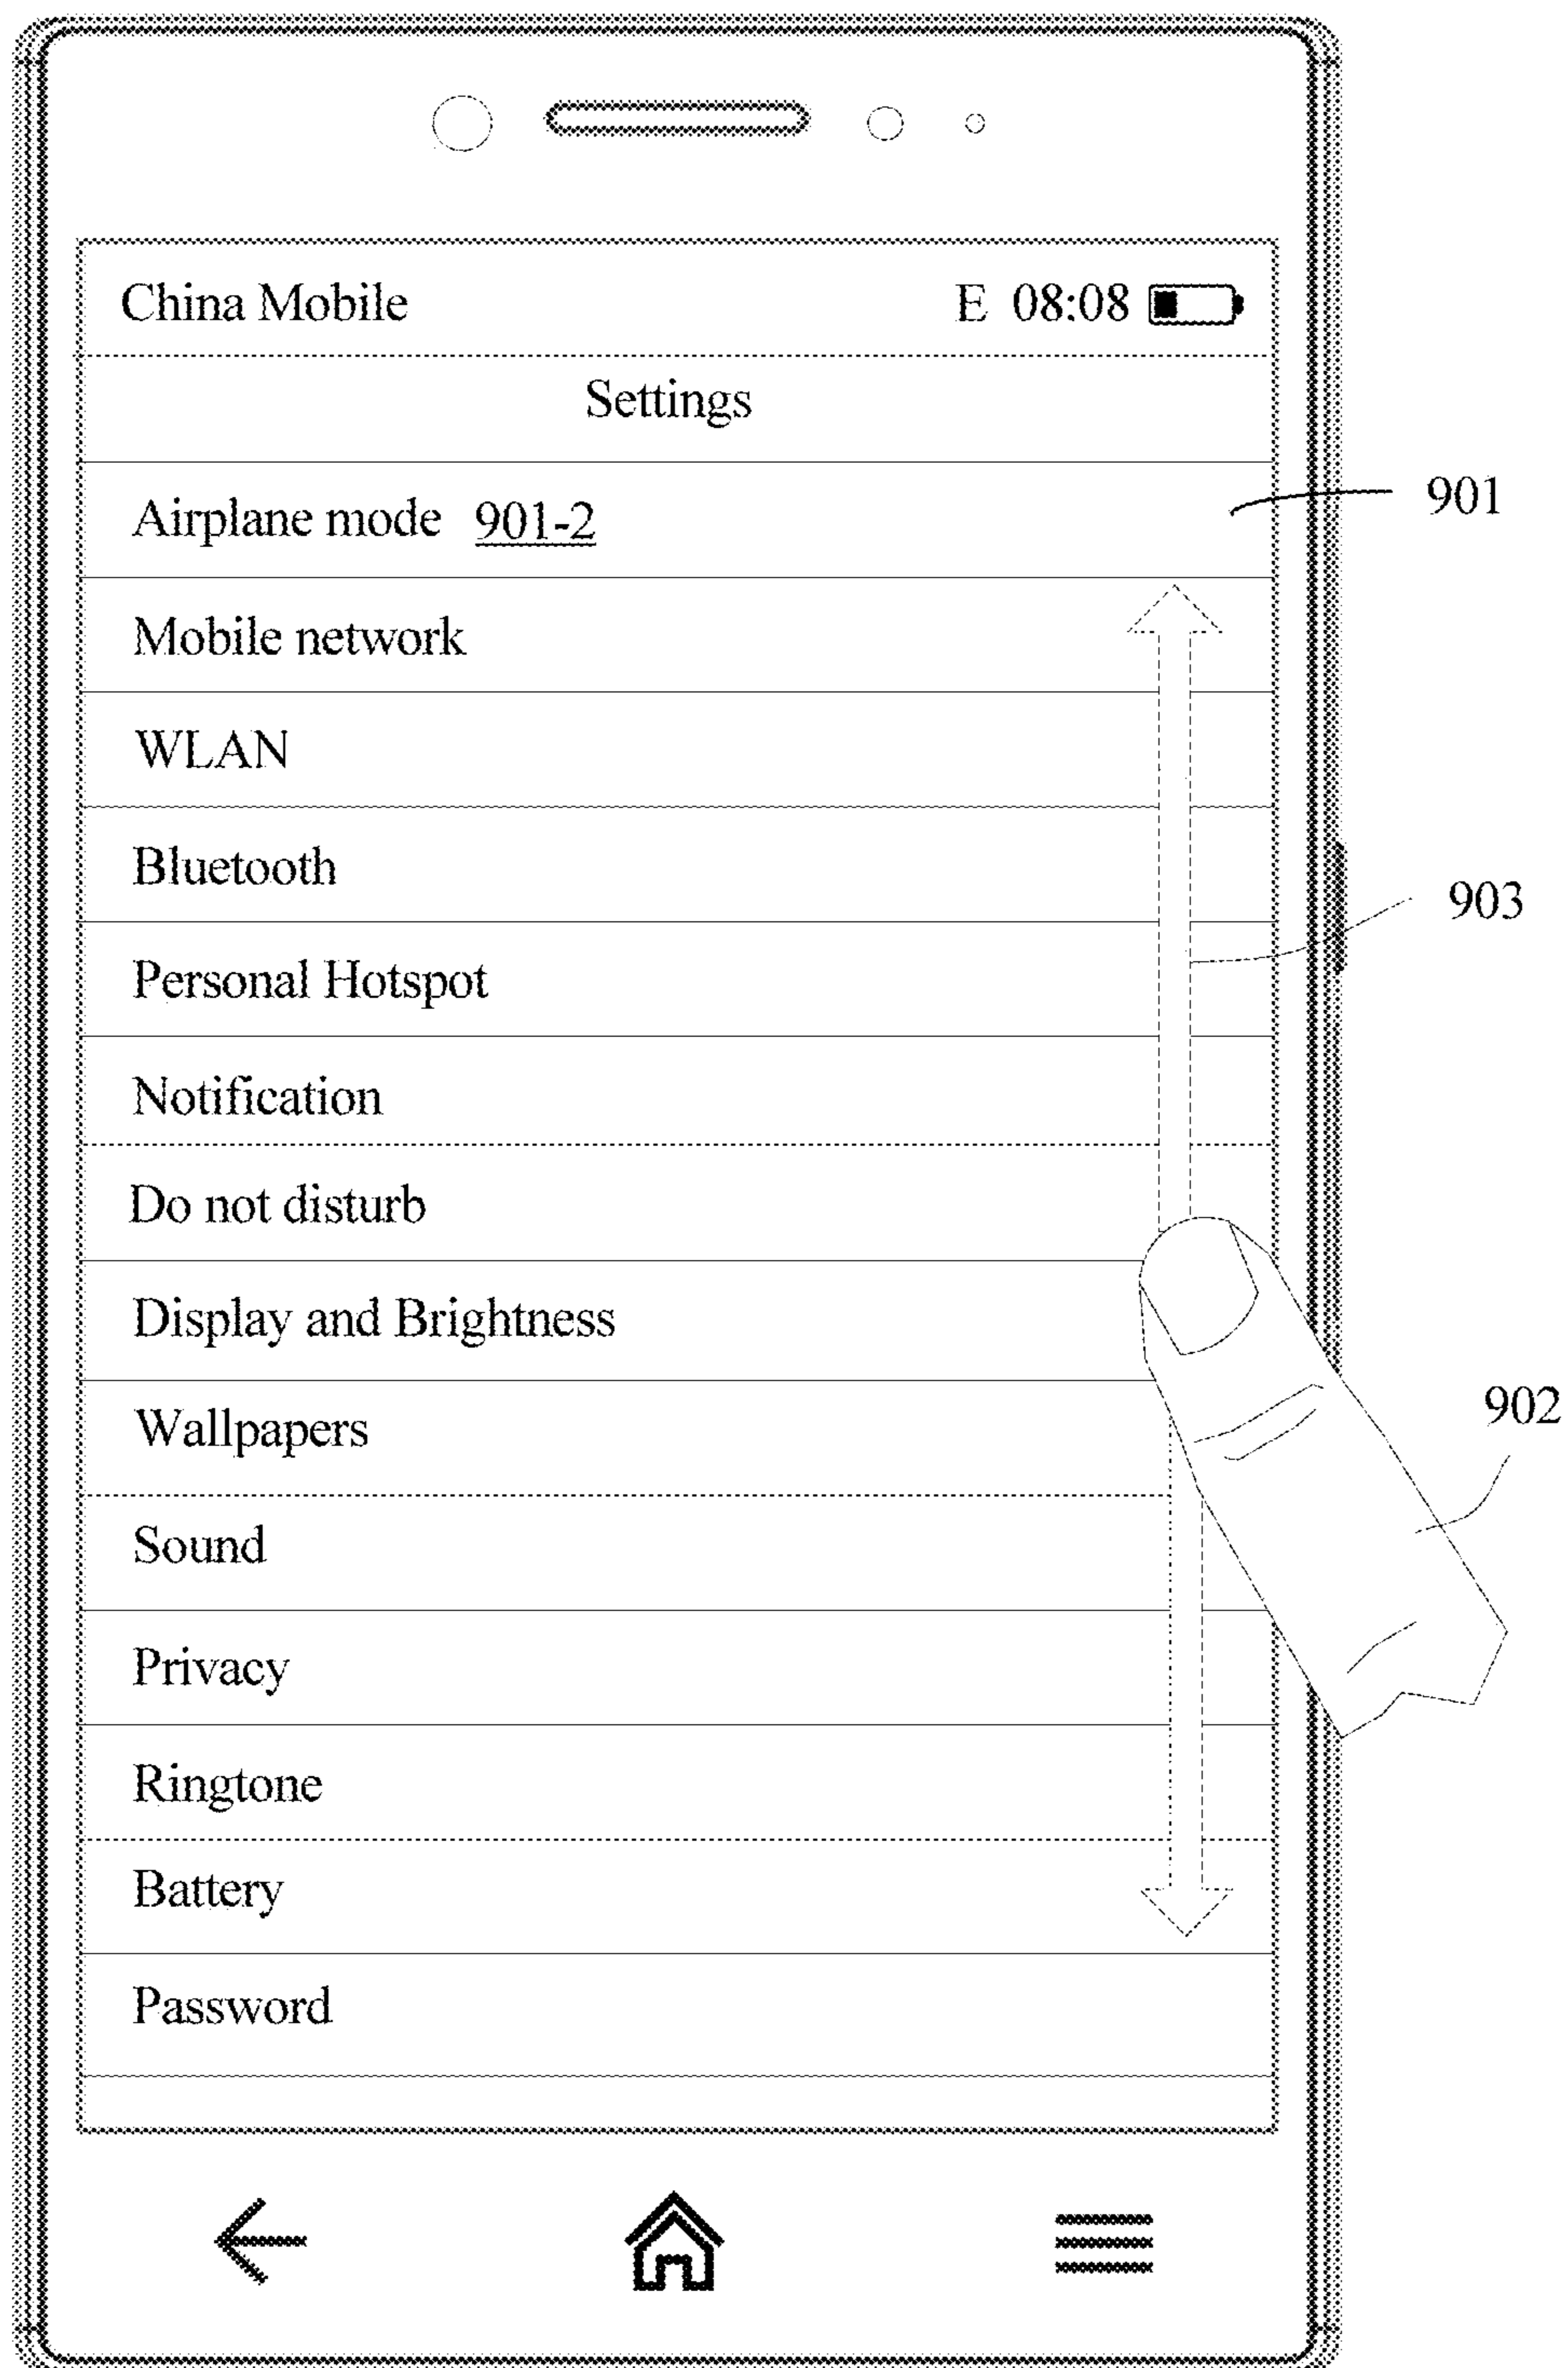 China Mobile E 08:08
Settings
Airplane mode 901-2
901
Mobile network
WLAN
Bluetooth
903
Personal Hotspot
Notification
Do not disturb
Display and Brightness
902
Wallpapers
Sound
Privacy
Ringtone
Battery
Password